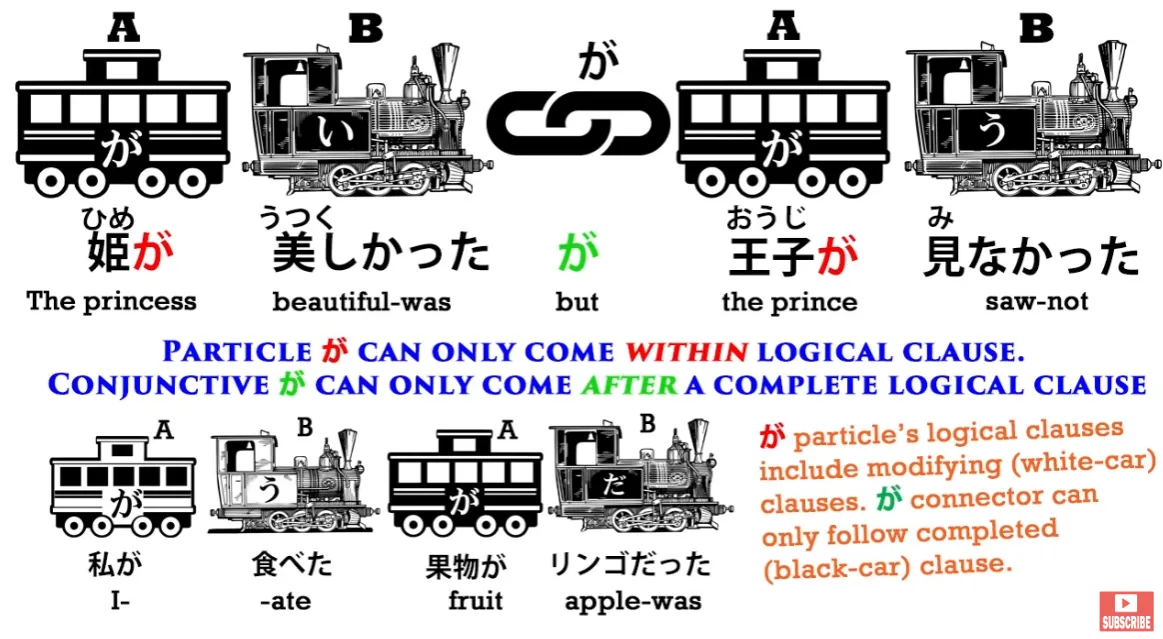 A B が A B
が い が う
ひめ うつく おうじ み
姫が 美しかった が 王子が 見なかった
The princess beautiful-was but the prince saw-not
PARTICLE が CAN ONLY COME WITHIN LOGICAL CLAUSE.
CONJUNCTIVE が CAN ONLY COME AFTER A COMPLETE LOGICAL CLAUSE
A B A B
が う が だ
私が 食べた 果物が リンゴだった
I- -ate fruit apple-was
が particle's logical clauses
include modifying (white-car)
clauses. が connector can
only follow completed
(black-car) clause.
SUBSCRIBE